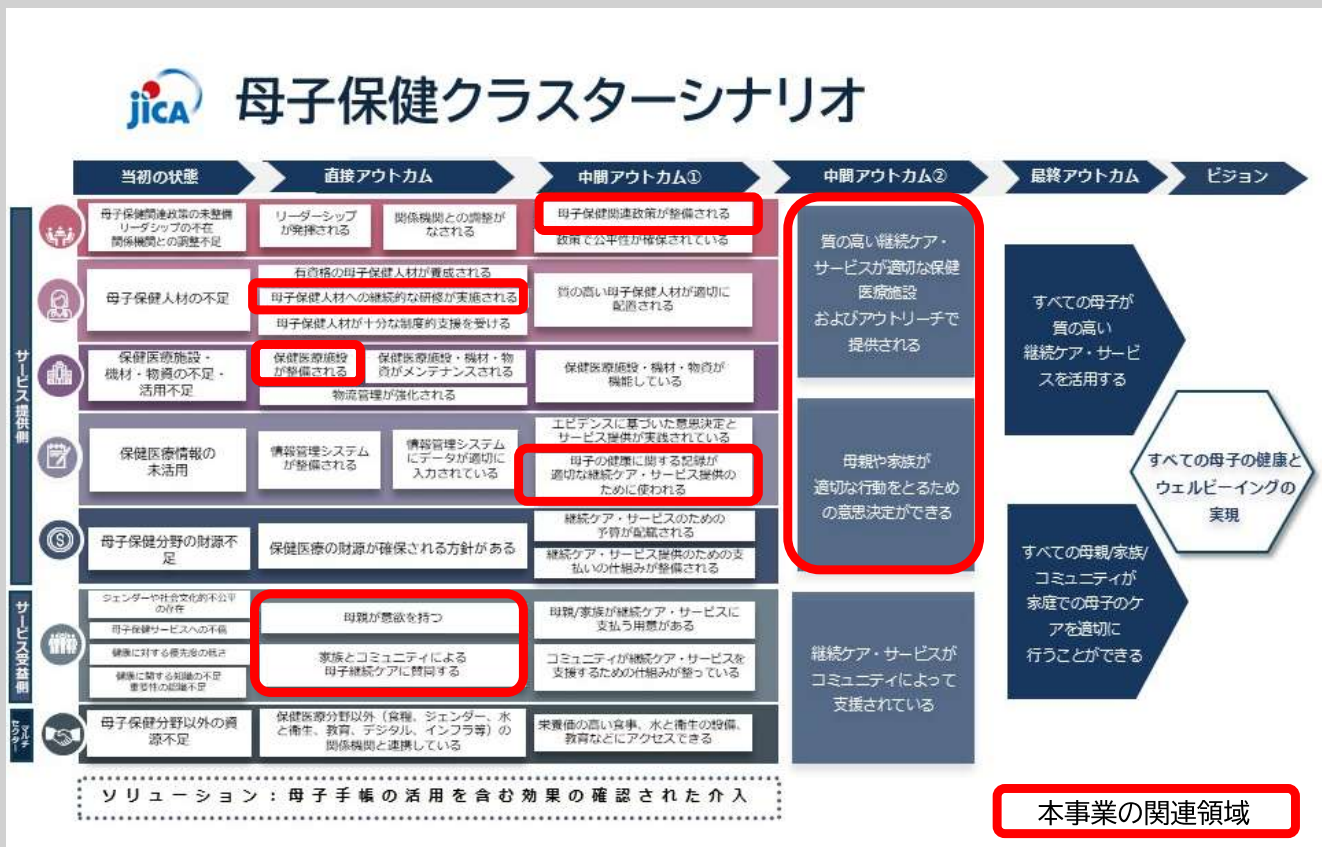 jica 母子保健クラスターシナリオ
当初の状態
直接アウトカム
中間アウトカム①
中間アウトカム②
最終アウトカム
ビジョン
サービス提供側
母子保健関連政策の未整備
リーダシップの不在
関係機関との調整不足
リーダーシップ
が発揮される
関係機関との調整が
なされる
母子保健関連政策が整備される
政策で公平性が確保されている
母子保健人材の不足
有資格の母子保健人材が養成される
母子保健人材への継続的な研修が実施される
母子保健人材が十分な制度的支援を受ける
質の高い母子保健人材が適切に
配置される
保健医療施設・
機材・物資の不足・
活用不足
保健医療施設
が整備される
保健医療施設・機材・物
資がメンテナンスされる
物流管理が強化される
保健医療施設・機材・物資が
機能している
保健医療情報の
未活用
情報管理システム
が整備される
情報管理システム
にデータが適切に
入力されている
エビデンスに基づいた意思決定と
サービス提供が実践されている
母子の健康に関する記録が
適切な継続ケア・サービス提供の
ために使われる
母子保健分野の財源不
足
保健医療の財源が確保される方針がある
継続ケア・サービスのための
予算が配賦される
継続ケア・サービス提供のための支
払いの仕組みが整備される
サービス受益側
ジェンダーや社会文化的不公平
の存在
母子保健サービスへの不信
健康に対する優先度の低さ
健康に関する知識の不足
重要性の認識不足
母親が意欲を持つ
家族とコミュニティによる
母子継続ケアに賛同する
母親/家族が継続ケア・サービスに
支払う用意がある
コミュニティが継続ケア・サービスを
支援するための仕組みが整っている
マルチ
セクター
母子保健分野以外の資
源不足
保健医療分野以外（食糧、ジェンダー、水
と衛生、教育、デジタル、インフラ等）の
関係機関と連携している
栄養価の高い食事、水と衛生の設備、
教育などにアクセスできる
質の高い継続ケア・
サービスが適切な保健
医療施設
およびアウトリーチで
提供される
母親や家族が
適切な行動をとるため
の意思決定ができる
継続ケア・サービスが
コミュニティによって
支援されている
すべての母子が
質の高い
継続ケア・サービ
スを活用する
すべての母親/家族/
コミュニティが
家庭での母子のケ
アを適切に
行うことができる
すべての母子の健康と
ウェルビーイングの
実現
ソリューション：母子手帳の活用を含む効果の確認された介入
本事業の関連領域